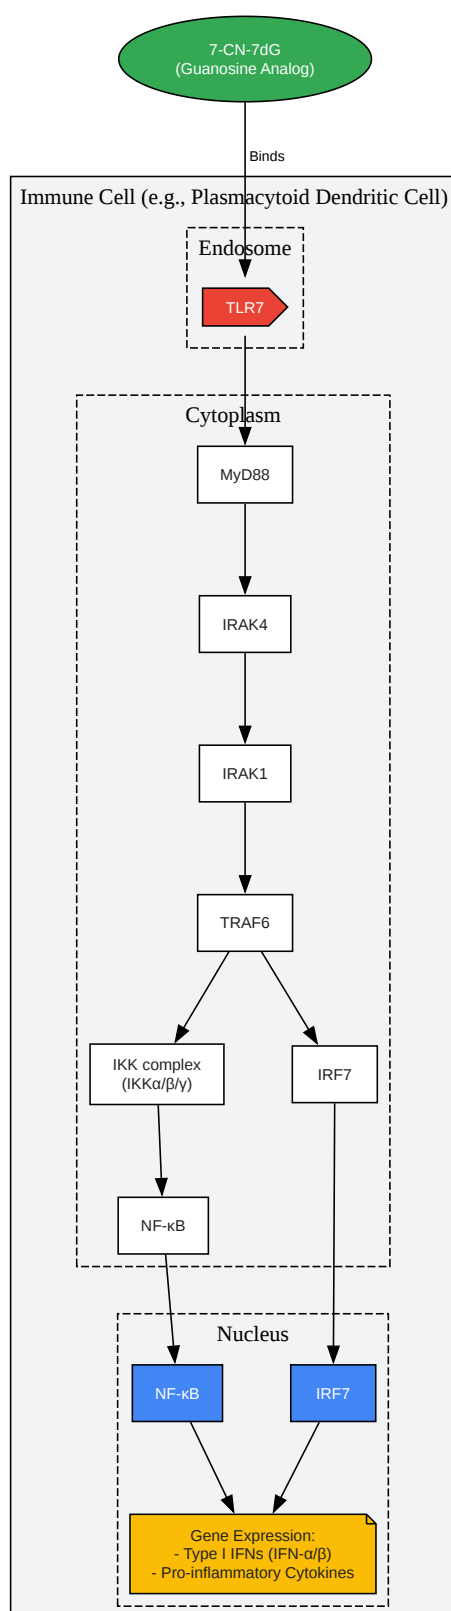 7-CN-7dG
(Guanosine Analog)
Binds
Immune Cell (e.g., Plasmacytoid Dendritic Cell)
Endosome
TLR7
Cytoplasm
MyD88
IRAK4
IRAK1
TRAF6
IKK complex
(IKKα/β/γ)
IRF7
NF-κB
Nucleus
NF-κB
IRF7
Gene Expression:
- Type I IFNs (IFN-α/β)
- Pro-inflammatory Cytokines